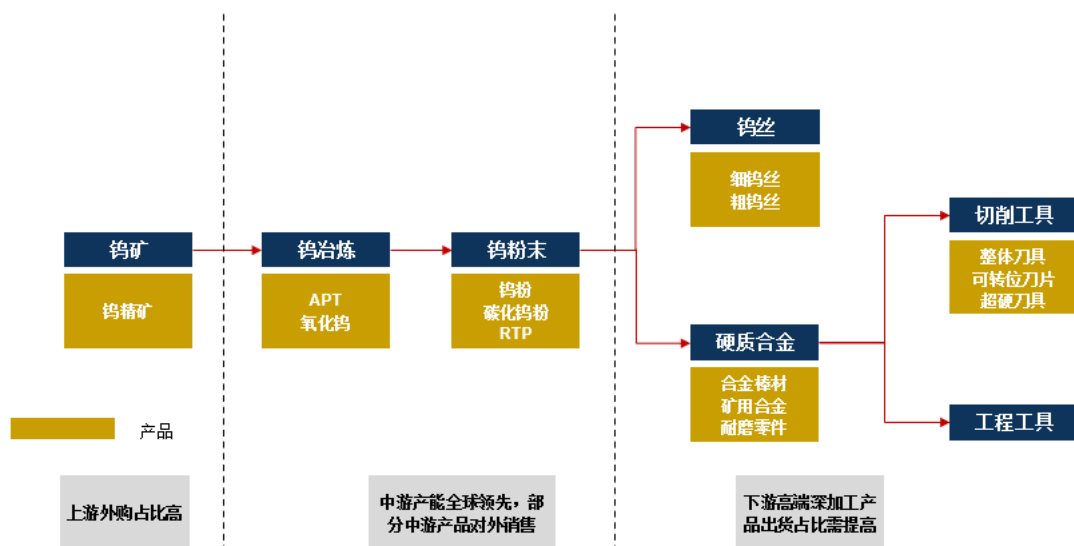 钨矿
钨精矿
钨冶炼
APT
氧化钨
钨粉末
钨粉
碳化钨粉
RTP
钨丝
细钨丝
粗钨丝
硬质合金
合金棒材
矿用合金
耐磨零件
切削工具
整体刀具
可转位刀片
超硬刀具
工程工具
产品
上游外购占比高
中游产能全球领先，部
分中游产品对外销售
下游高端深加工产
品出货占比需提高